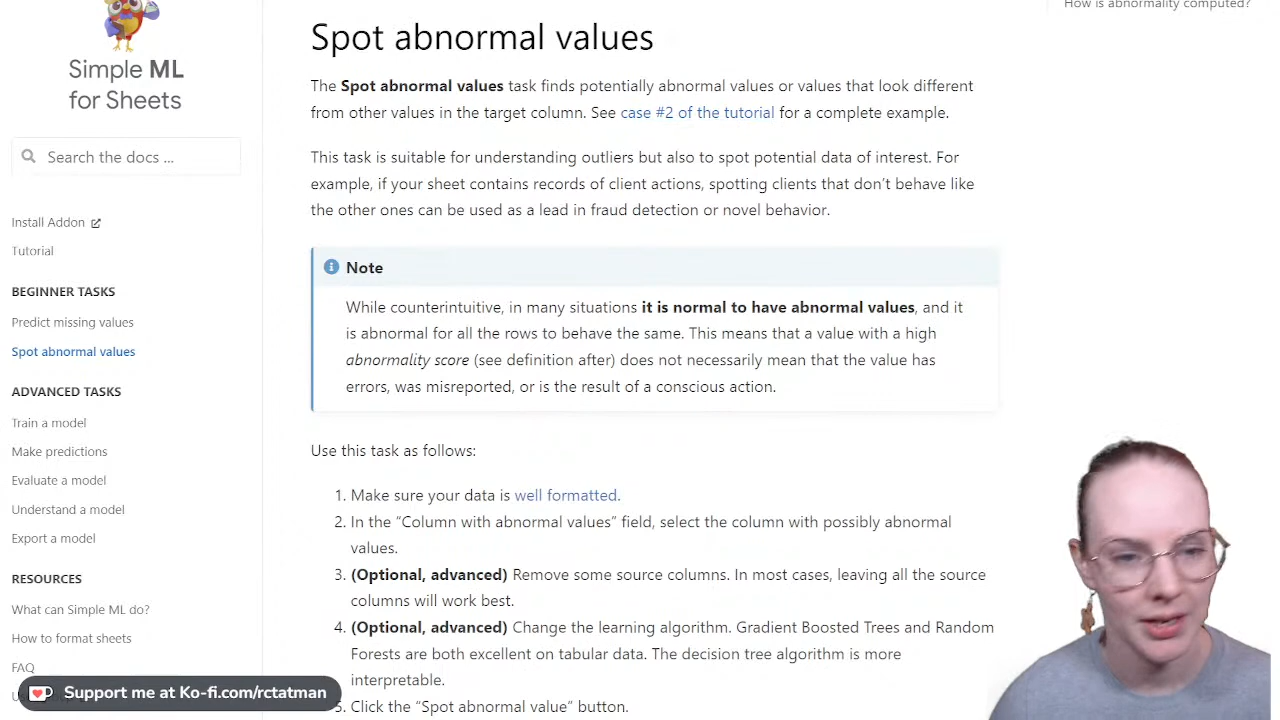 How is abnormality computed?
Simple ML
for Sheets
Search the docs ...
Install Addon
Tutorial
BEGINNER TASKS
Predict missing values
Spot abnormal values
ADVANCED TASKS
Train a model
Make predictions
Evaluate a model
Understand a model
Export a model
RESOURCES
What can Simple ML do?
How to format sheets
FAQ
Support me at Ko-fi.com/rctatman
Spot abnormal values
The Spot abnormal values task finds potentially abnormal values or values that look different
from other values in the target column. See case #2 of the tutorial for a complete example.
This task is suitable for understanding outliers but also to spot potential data of interest. For
example, if your sheet contains records of client actions, spotting clients that don’t behave like
the other ones can be used as a lead in fraud detection or novel behavior.
Note
While counterintuitive, in many situations it is normal to have abnormal values, and it
is abnormal for all the rows to behave the same. This means that a value with a high
abnormality score (see definition after) does not necessarily mean that the value has
errors, was misreported, or is the result of a conscious action.
Use this task as follows:
1. Make sure your data is well formatted.
2. In the “Column with abnormal values” field, select the column with possibly abnormal
values.
3. (Optional, advanced) Remove some source columns. In most cases, leaving all the source
columns will work best.
4. (Optional, advanced) Change the learning algorithm. Gradient Boosted Trees and Random
Forests are both excellent on tabular data. The decision tree algorithm is more
interpretable.
5. Click the “Spot abnormal value” button.